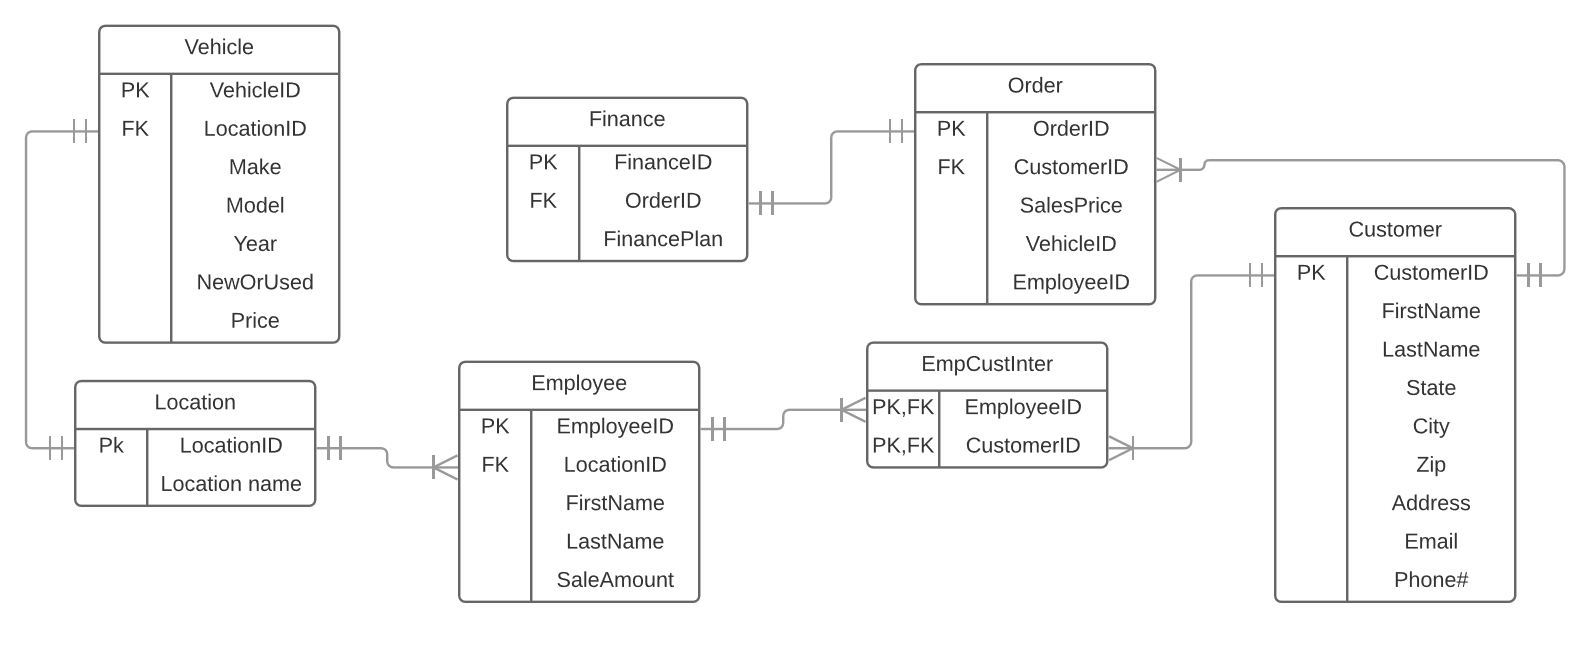 Vehicle
PK VehicleID
FK LocationID
Make
Model
Year
NewOrUsed
Price
Finance
PK FinanceID
FK OrderID
FinancePlan
Order
PK OrderID
FK CustomerID
SalesPrice
VehicleID
EmployeeID
Customer
PK CustomerID
FirstName
LastName
State
City
Zip
Address
Email
Phone#
Location
Pk LocationID
Location name
Employee
PK EmployeeID
FK LocationID
FirstName
LastName
SaleAmount
EmpCustInter
PK,FK EmployeeID
PK,FK CustomerID